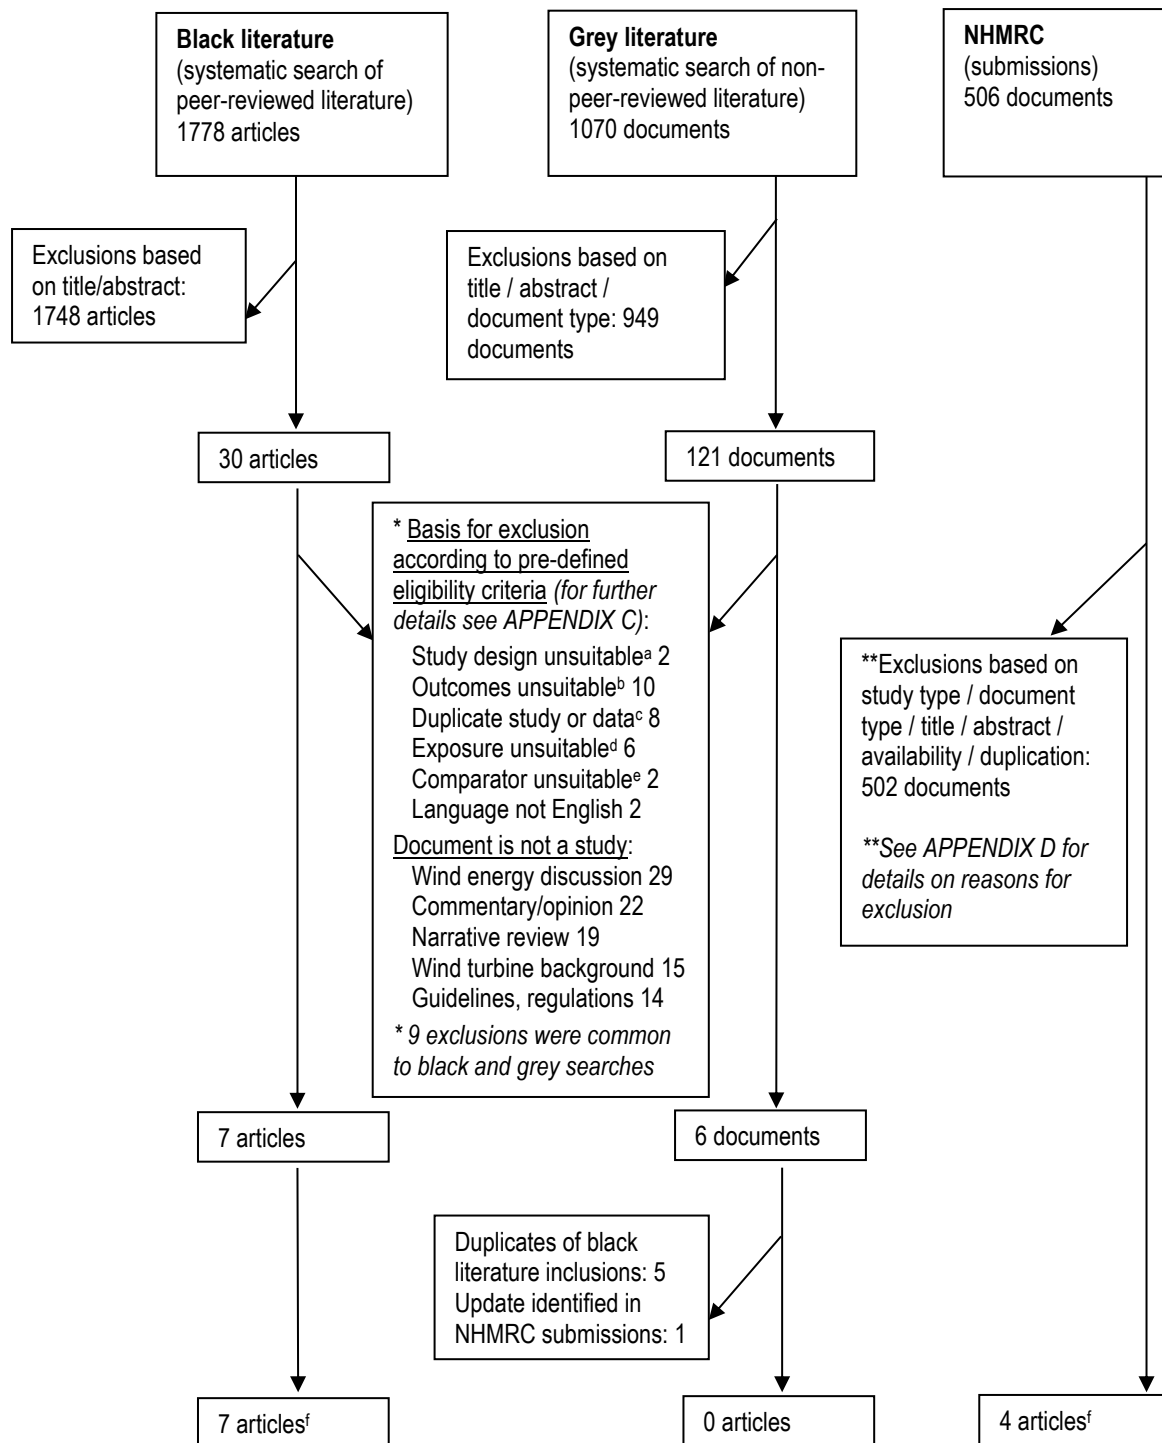 Black literature
(systematic search of
peer-reviewed literature)
1778 articles
Grey literature
(systematic search of non-
peer-reviewed literature)
1070 documents
NHMRC
(submissions)
506 documents
Exclusions based
on title/abstract:
1748 articles
Exclusions based on
title / abstract /
document type: 949
documents
30 articles
121 documents
* Basis for exclusion
according to pre-defined
eligibility criteria (for further
details see APPENDIX C):
Study design unsuitableᵃ 2
Outcomes unsuitableᵇ 10
Duplicate study or dataᶜ 8
Exposure unsuitableᵈ 6
Comparator unsuitableᵉ 2
Language not English 2
Document is not a study:
Wind energy discussion 29
Commentary/opinion 22
Narrative review 19
Wind turbine background 15
Guidelines, regulations 14
* 9 exclusions were common
to black and grey searches
**Exclusions based on
study type / document
type / title / abstract /
availability / duplication:
502 documents
**See APPENDIX D for
details on reasons for
exclusion
7 articles
6 documents
Duplicates of black
literature inclusions: 5
Update identified in
NHMRC submissions: 1
7 articlesᶠ
0 articles
4 articlesᶠ